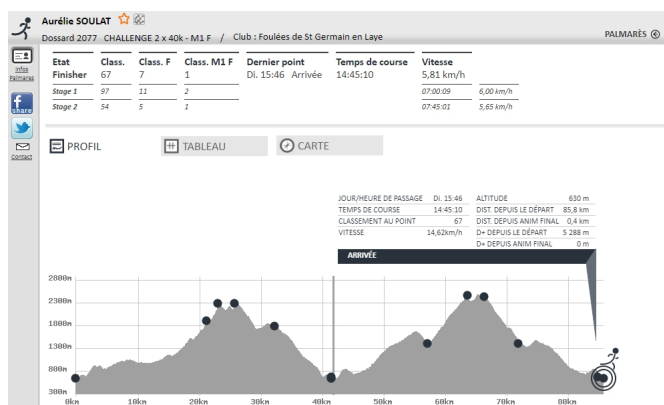 Aurélie SOULAT
Dossard 2077 CHALLENGE 2 x 40k - M1 F / Club : Foulées de St Germain en Laye
PALMARÈS
Infos
Palmares
share
Contact
Etat Class. Class. F Class. M1 F Dernier point Temps de course Vitesse
Finisher 67 7 1 Di. 15:46 Arrivée 14:45:10 5,81 km/h
Stage 1 97 11 2 07:00:09 6,00 km/h
Stage 2 54 5 1 07:45:01 5,65 km/h
PROFIL TABLEAU CARTE
JOUR/HEURE DE PASSAGE Di. 15:46 ALTITUDE 630 m
TEMPS DE COURSE 14:45:10 DIST. DEPUIS LE DÉPART 85,8 km
CLASSEMENT AU POINT 67 DIST. DEPUIS ANIM FINAL 0,4 km
VITESSE 14,62km/h D+ DEPUIS LE DÉPART 5 288 m
D+ DEPUIS ANIM FINAL 0 m
ARRIVÉE
2800m
2300m
1800m
1300m
800m
300m
0km 10km 20km 30km 40km 50km 60km 70km 80km